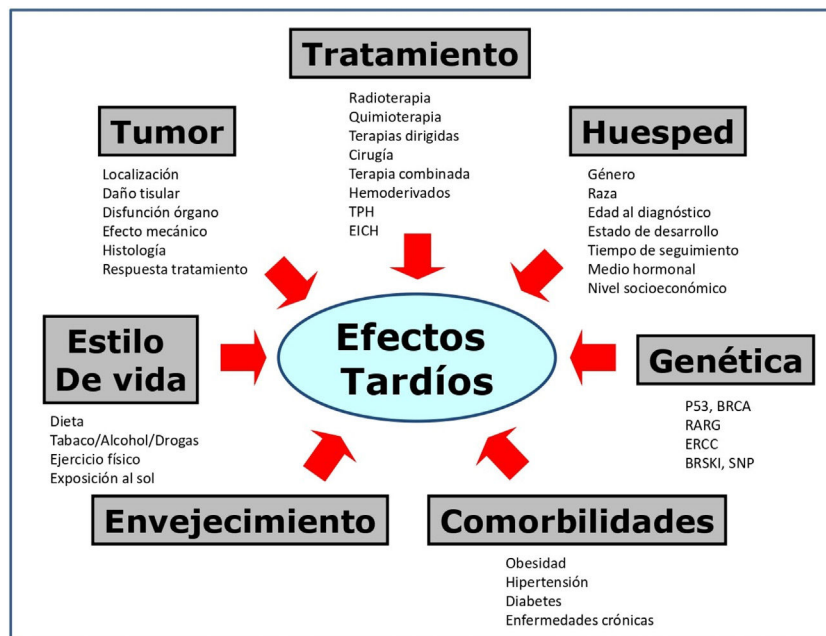 Tratamiento
Radioterapia
Quimioterapia
Terapias dirigidas
Cirugía
Terapia combinada
Hemoderivados
TPH
EICH
Tumor
Localización
Daño tisular
Disfunción órgano
Efecto mecánico
Histología
Respuesta tratamiento
Huesped
Género
Raza
Edad al diagnóstico
Estado de desarrollo
Tiempo de seguimiento
Medio hormonal
Nivel socioeconómico
Efectos
Tardíos
Estilo
De vida
Dieta
Tabaco/Alcohol/Drogas
Ejercicio físico
Exposición al sol
Genética
P53, BRCA
RARG
ERCC
BRSKI, SNP
Envejecimiento
Comorbilidades
Obesidad
Hipertensión
Diabetes
Enfermedades crónicas